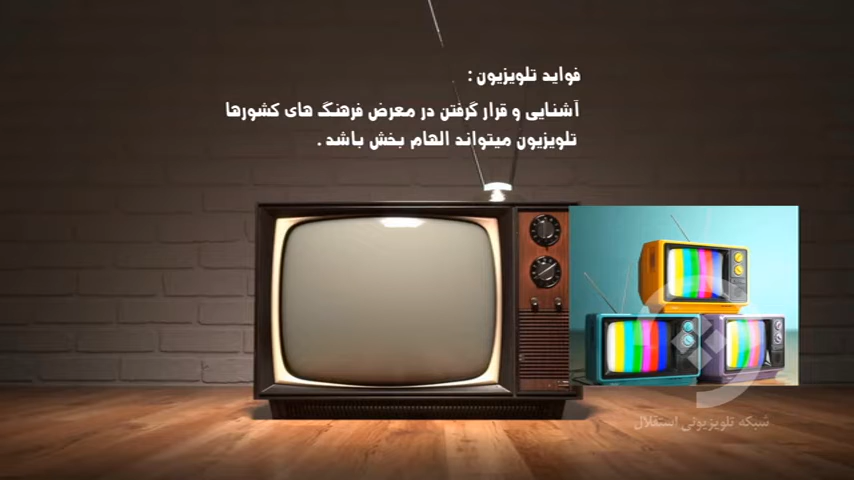 فواید تلویزیون :
آشنایی و قرار گرفتن در معرض فرهنگ های کشورها
تلویزیون میتواند الهام بخش باشد .
شبکه تلویزیونی استقلال